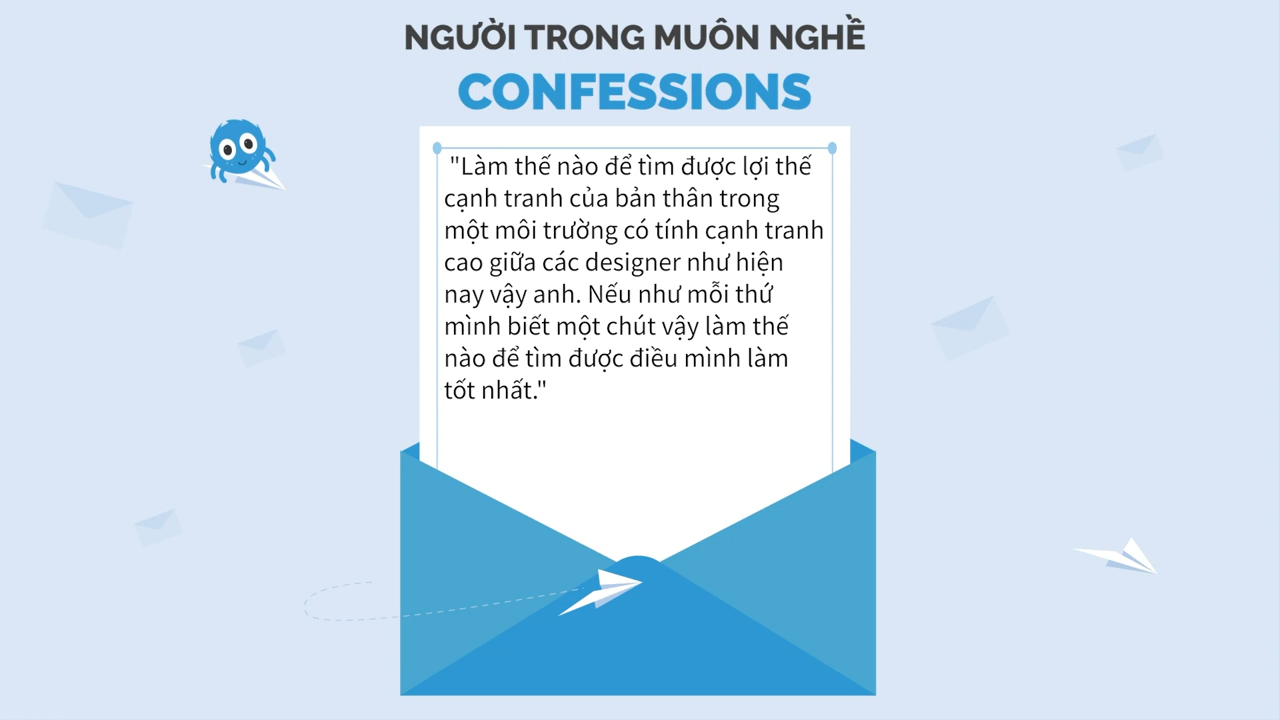 NGƯỜI TRONG MUÔN NGHỀ
CONFESSIONS
"Làm thế nào để tìm được lợi thế
cạnh tranh của bản thân trong
một môi trường có tính cạnh tranh
cao giữa các designer như hiện
nay vậy anh. Nếu như mỗi thứ
mình biết một chút vậy làm thế
nào để tìm được điều mình làm
tốt nhất."